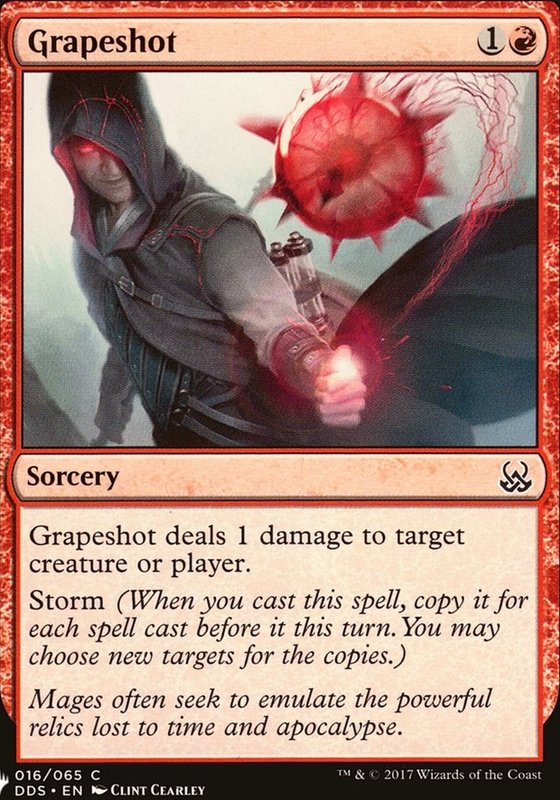 Grapeshot 1
Sorcery
Grapeshot deals 1 damage to target
creature or player.
Storm (When you cast this spell, copy it for
each spell cast before it this turn. You may
choose new targets for the copies.)
Mages often seek to emulate the powerful
relics lost to time and apocalypse.
016/065 C
DDS • EN Clint Cearley
™ & © 2017 Wizards of the Coast